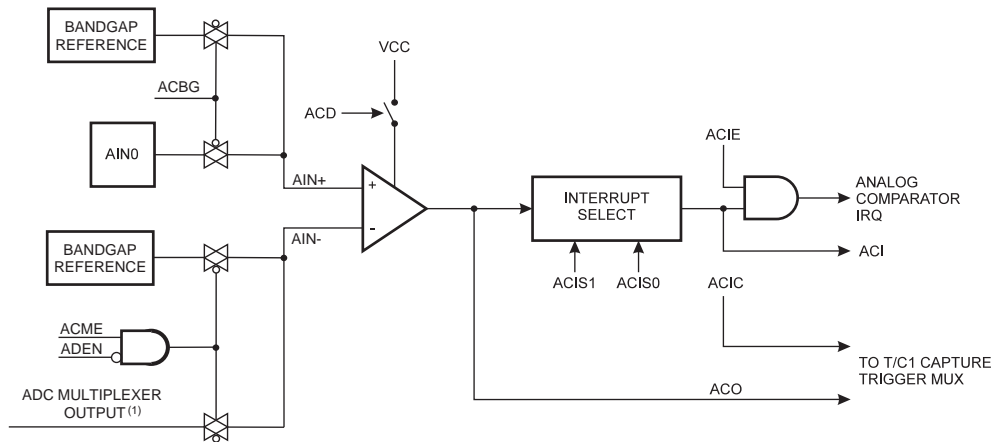 BANDGAP
REFERENCE
ACBG
AIN0
VCC
ACD
AIN+
+
-
AIN-
BANDGAP
REFERENCE
ACME
ADEN
ADC MULTIPLEXER
OUTPUT (1)
INTERRUPT
SELECT
ACIS1
ACIS0
ACIE
ANALOG
COMPARATOR
IRQ
ACI
ACIC
TO T/C1 CAPTURE
TRIGGER MUX
ACO